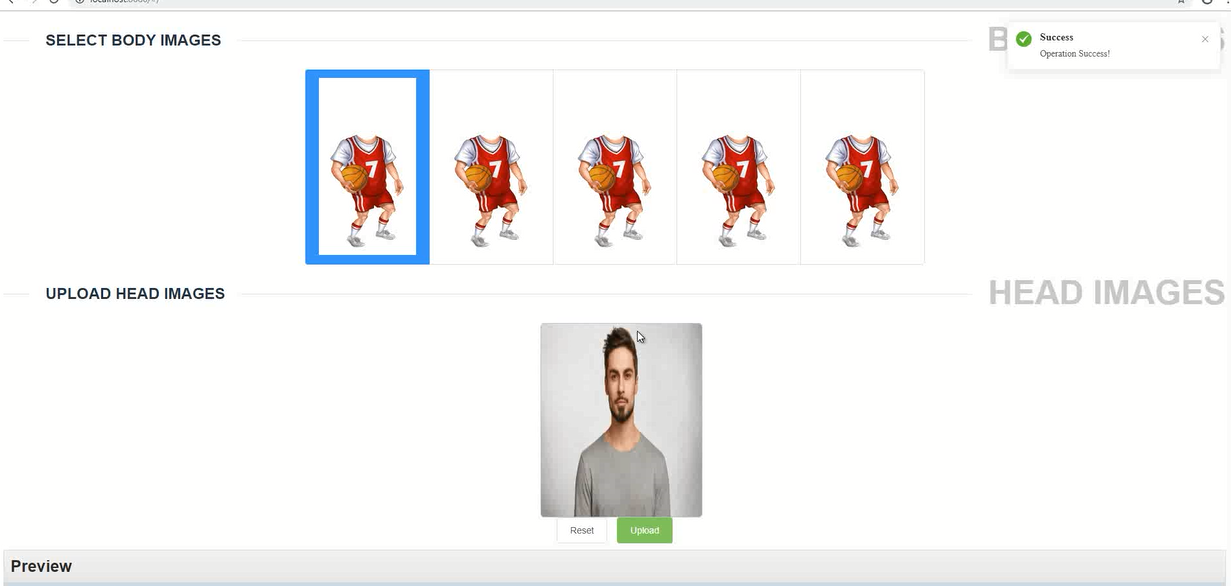 SELECT BODY IMAGES
Success
Operation Success!
7 7 7 7 7
UPLOAD HEAD IMAGES
HEAD IMAGES
Reset
Upload
Preview